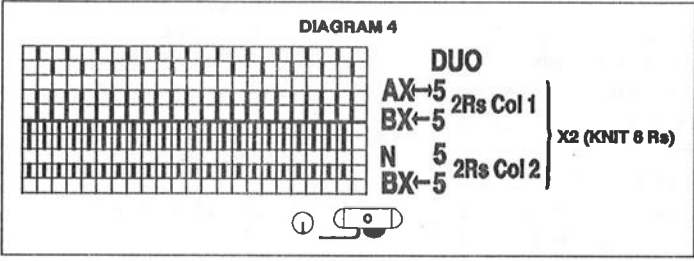 DIAGRAM 4
DUO
AX↔5
BX←5
2Rs Col 1
N 5
BX←5
2Rs Col 2
X2 (KNIT 8 Rs)